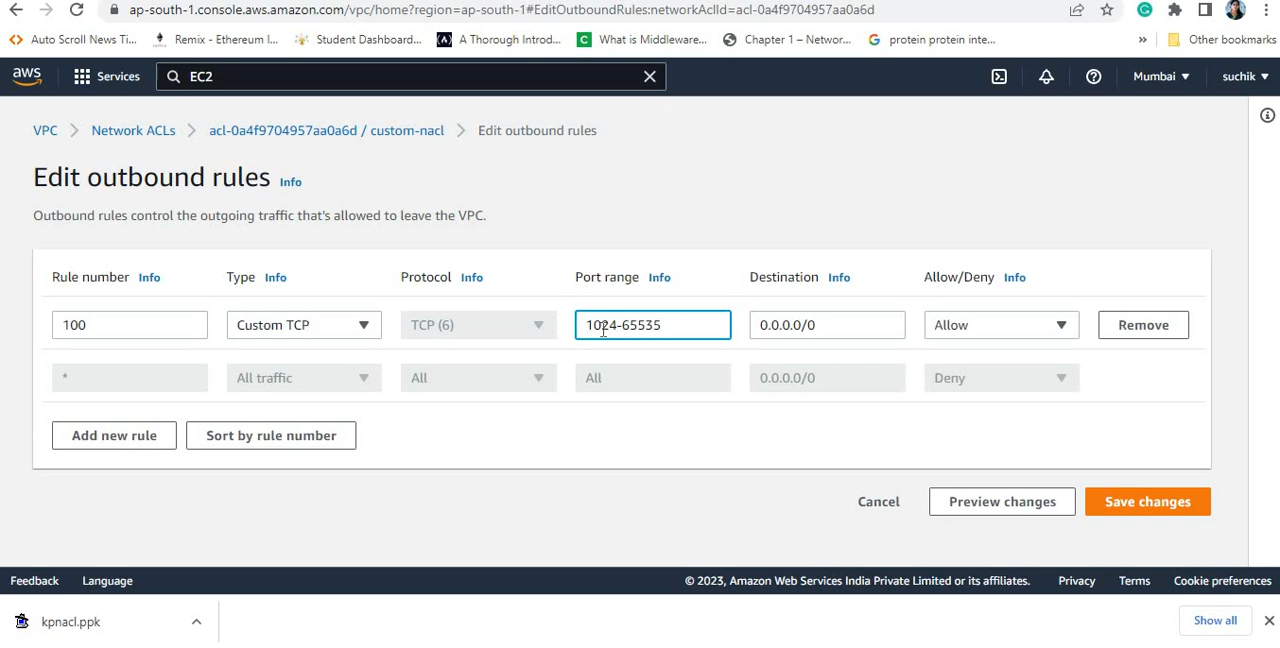 ap-south-1.console.aws.amazon.com/vpc/home?region=ap-south-1#EditOutboundRules:networkAclId=acl-0a4f9704957aa0a6d
Auto Scroll News Ti... Remix - Ethereum I... Student Dashboard... A Thorough Introd... What is Middleware... Chapter 1 – Networ... protein protein inte... » Other bookmarks
aws Services EC2 Mumbai suchik
VPC Network ACLs acl-0a4f9704957aa0a6d / custom-nacl Edit outbound rules
Edit outbound rules Info
Outbound rules control the outgoing traffic that's allowed to leave the VPC.
Rule number Info Type Info Protocol Info Port range Info Destination Info Allow/Deny Info
100 Custom TCP TCP (6) 1024-65535 0.0.0.0/0 Allow Remove
* All traffic All All 0.0.0.0/0 Deny
Add new rule Sort by rule number
Cancel Preview changes Save changes
Feedback Language © 2023, Amazon Web Services India Private Limited or its affiliates. Privacy Terms Cookie preferences
kpnacl.ppk Show all